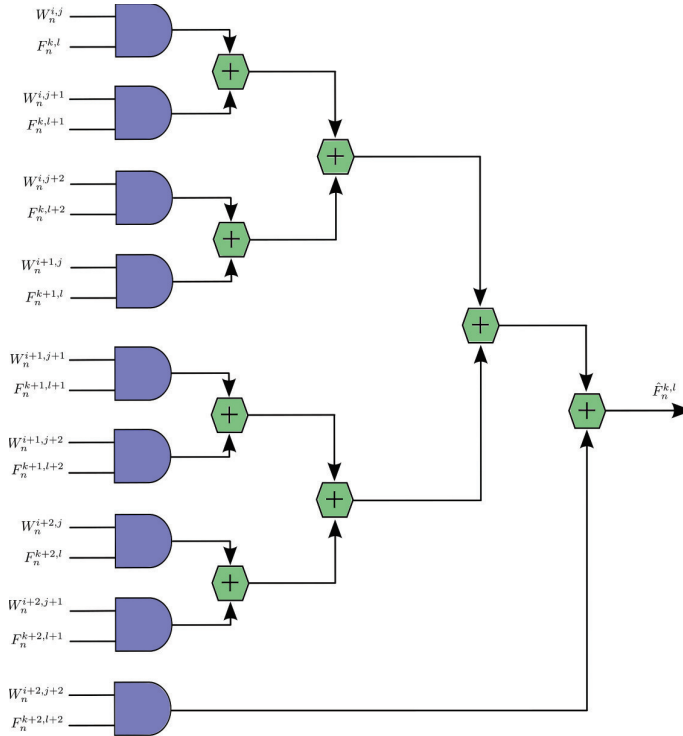 W_n^{i,j}
F_n^{k,l}
+
W_n^{i,j+1}
F_n^{k,l+1}
+
W_n^{i,j+2}
F_n^{k,l+2}
+
W_n^{i+1,j}
F_n^{k+1,l}
+
W_n^{i+1,j+1}
F_n^{k+1,l+1}
\hat{F}_n^{k,l}
+
+
W_n^{i+1,j+2}
F_n^{k+1,l+2}
+
W_n^{i+2,j}
F_n^{k+2,l}
+
W_n^{i+2,j+1}
F_n^{k+2,l+1}
W_n^{i+2,j+2}
F_n^{k+2,l+2}